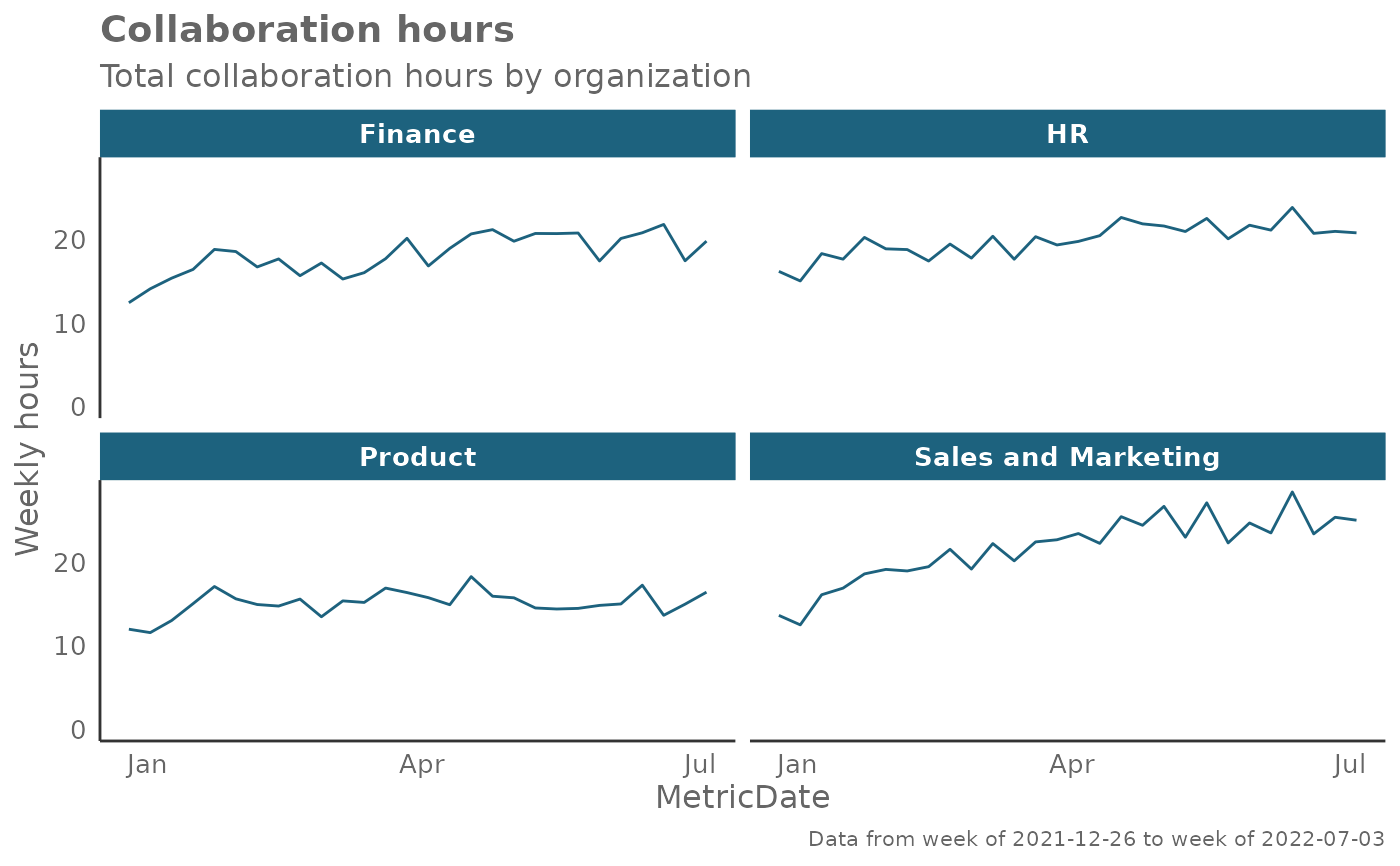 Collaboration hours
Total collaboration hours by organization
Finance
HR
20
10
0
Product
Sales and Marketing
20
10
0
Weekly hours
Jan
Apr
Jul
Jan
Apr
Jul
MetricDate
Data from week of 2021-12-26 to week of 2022-07-03